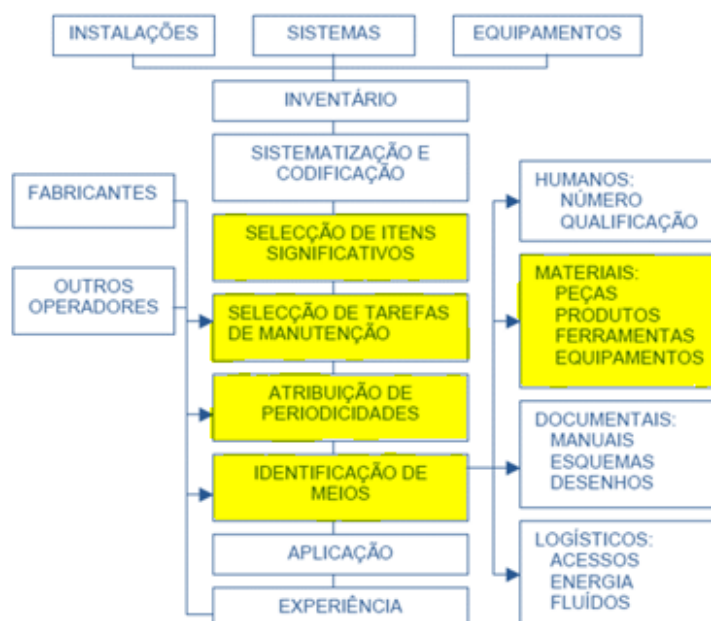 INSTALAÇÕES
SISTEMAS
EQUIPAMENTOS
INVENTÁRIO
SISTEMATIZAÇÃO E
CODIFICAÇÃO
FABRICANTES
OUTROS
OPERADORES
SELECÇÃO DE ITENS
SIGNIFICATIVOS
SELECÇÃO DE TAREFAS
DE MANUTENÇÃO
ATRIBUIÇÃO DE
PERIODICIDADES
IDENTIFICAÇÃO DE
MEIOS
APLICAÇÃO
EXPERIÊNCIA
HUMANOS:
NÚMERO
QUALIFICAÇÃO
MATERIAIS:
PEÇAS
PRODUTOS
FERRAMENTAS
EQUIPAMENTOS
DOCUMENTAIS:
MANUAIS
ESQUEMAS
DESENHOS
LOGÍSTICOS:
ACESSOS
ENERGIA
FLUÍDOS